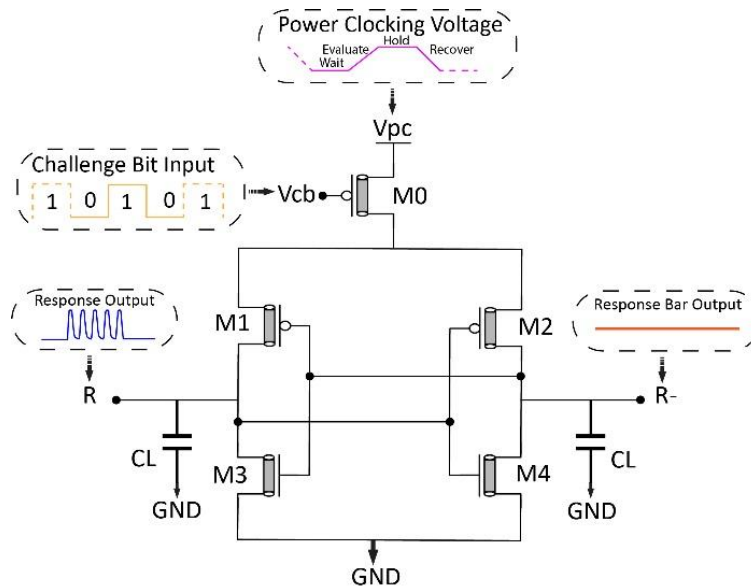 Power Clocking Voltage
Hold
Evaluate
Recover
Wait
Vpc
Challenge Bit Input
1 0 1 0 1
Vcb
M0
Response Output
M1
M2
Response Bar Output
R
R-
CL
M3
M4
CL
GND
GND
GND